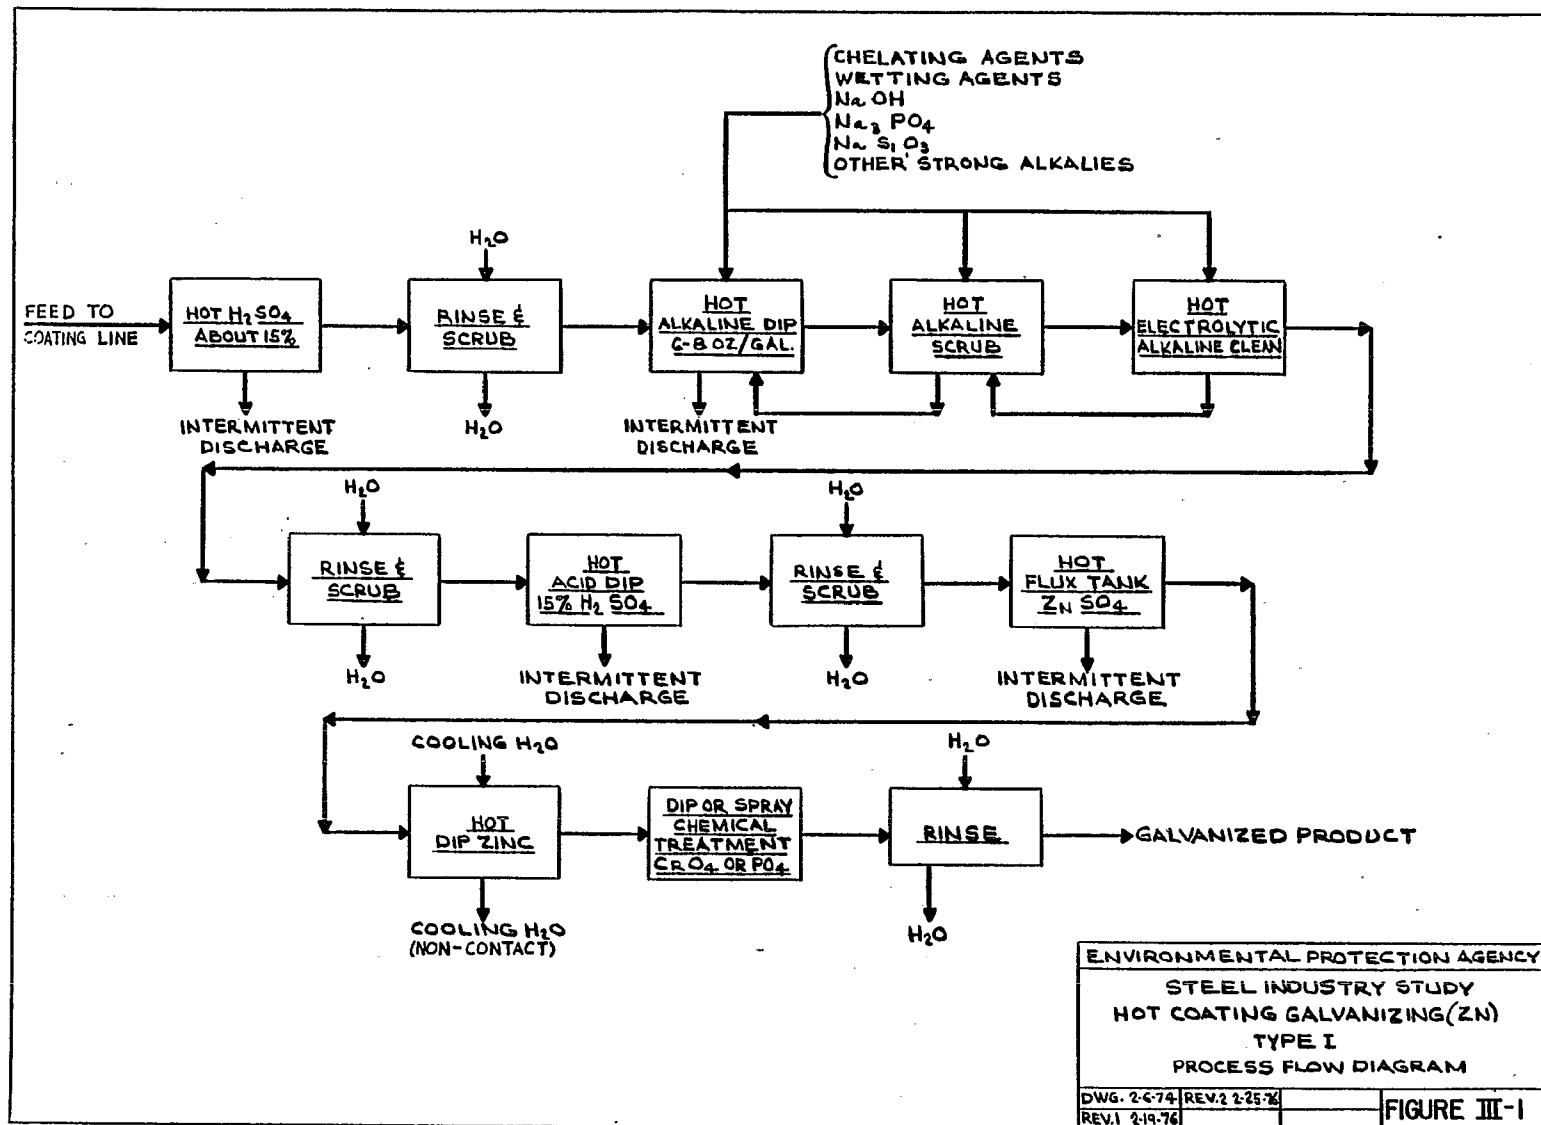 CHELATING AGENTS
WETTING AGENTS
Na OH
Na₃ PO₄
Na Sı O₃
OTHER STRONG ALKALIES
H₂O
FEED TO
COATING LINE
HOT H₂SO₄
ABOUT 15%
RINSE &
SCRUB
HOT
ALKALINE DIP
6-8 OZ/GAL.
HOT
ALKALINE
SCRUB
HOT
ELECTROLYTIC
ALKALINE CLEAN
INTERMITTENT
DISCHARGE
H₂O
INTERMITTENT
DISCHARGE
H₂O
H₂O
RINSE &
SCRUB
HOT
ACID DIP
15% H₂ SO₄
RINSE &
SCRUB
HOT
FLUX TANK
ZN SO₄
H₂O
INTERMITTENT
DISCHARGE
H₂O
INTERMITTENT
DISCHARGE
COOLING H₂O
H₂O
HOT
DIP ZINC
DIP OR SPRAY
CHEMICAL
TREATMENT
CRO₄ OR PO₄
RINSE
GALVANIZED PRODUCT
COOLING H₂O
(NON-CONTACT)
H₂O
ENVIRONMENTAL PROTECTION AGENCY
STEEL INDUSTRY STUDY
HOT COATING GALVANIZING (ZN)
TYPE I
PROCESS FLOW DIAGRAM
DWG. 2-6-74 REV.2 2-25-76
REV.1 2-19-76
FIGURE III-1